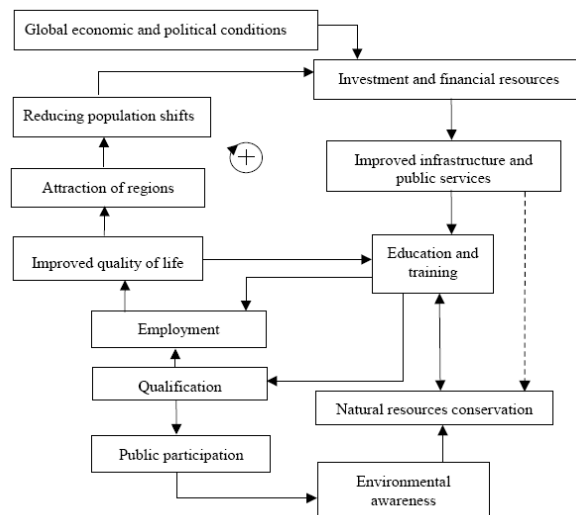 Global economic and political conditions
Investment and financial resources
Reducing population shifts
Improved infrastructure and
public services
Attraction of regions
Improved quality of life
Education and
training
Employment
Qualification
Natural resources conservation
Public participation
Environmental
awareness